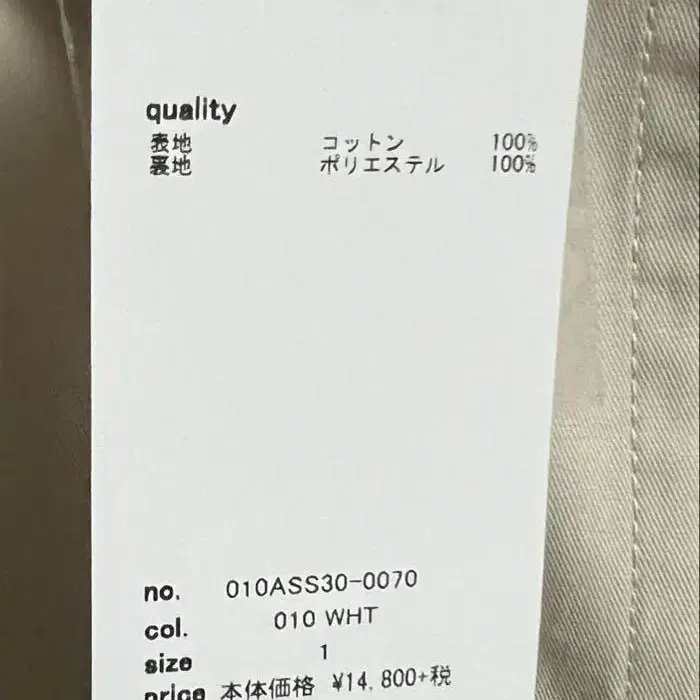 quality
表地 コットン 100%
裏地 ポリエステル 100%
no. 010ASS30-0070
col. 010 WHT
size 1
price 本体価格 ¥14,800+税